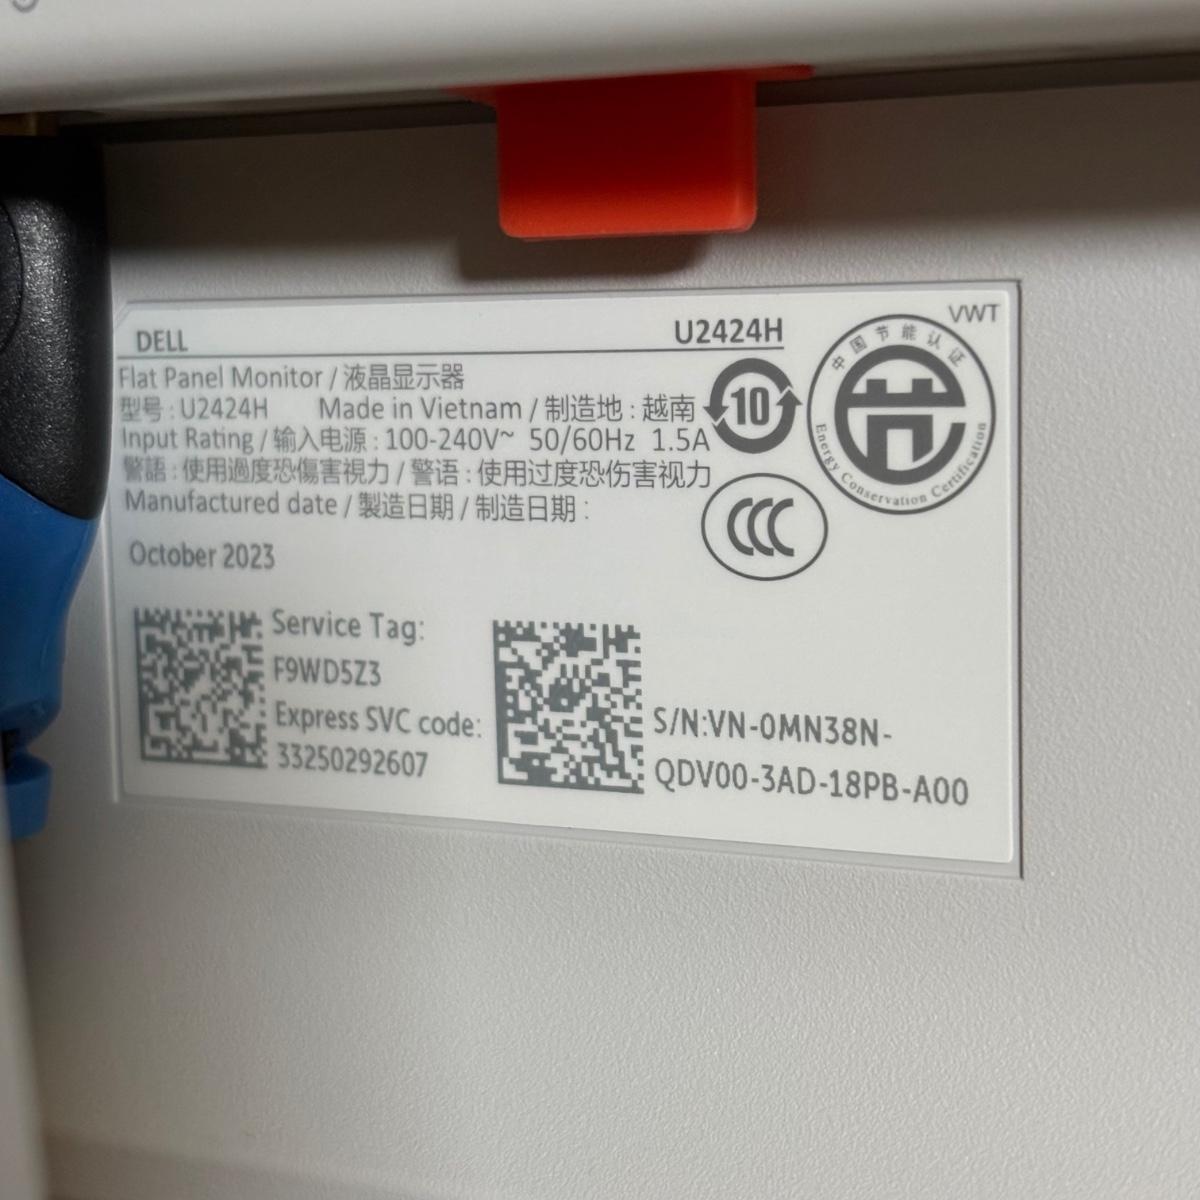 DELL U2424H VWT
Flat Panel Monitor / 液晶显示器
型号 : U2424H Made in Vietnam / 制造地 : 越南
Input Rating / 输入电源 : 100-240V~ 50/60Hz 1.5A
警語 : 使用過度恐傷害視力 / 警语 : 使用过度恐伤害视力
Manufactured date / 製造日期 / 制造日期 :
October 2023
10
中国节能认证
Energy Conservation Certification
CCC
Service Tag:
F9WD5Z3
Express SVC code:
33250292607
S/N:VN-0MN38N-
QDV00-3AD-18PB-A00